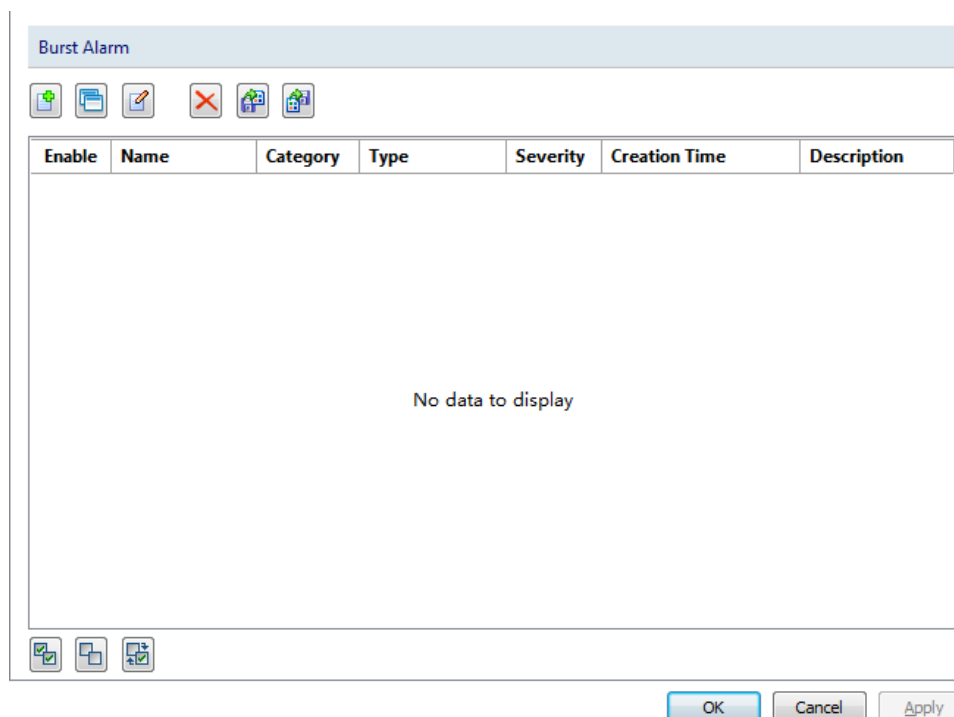 Burst Alarm
Enable Name Category Type Severity Creation Time Description
No data to display
OK Cancel Apply